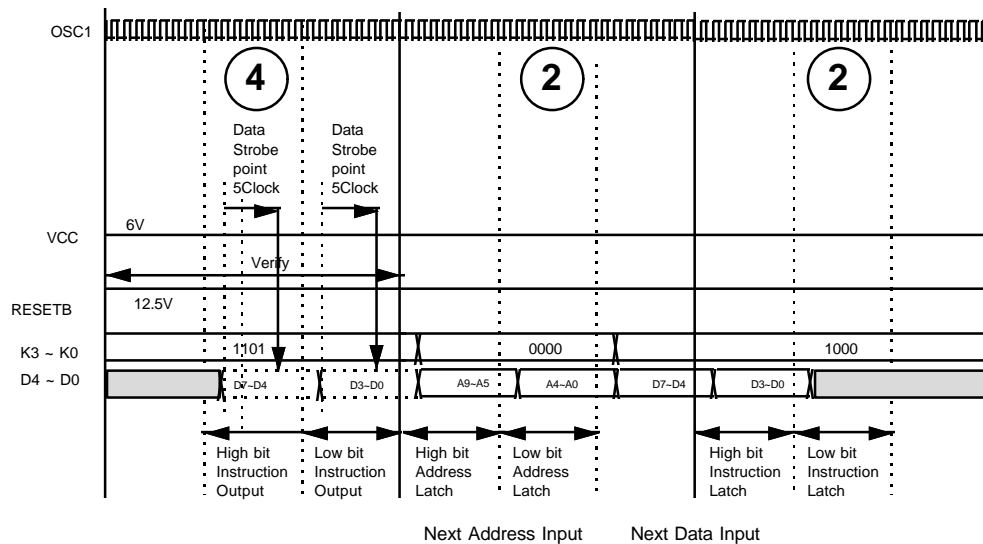 OSC1
4
2
2
Data
Strobe
point
5Clock
Data
Strobe
point
5Clock
6V
VCC
Verify
12.5V
RESETB
K3 ~ K0
1101
0000
1000
D4 ~ D0
D7~D4
D3~D0
A9~A5
A4~A0
D7~D4
D3~D0
High bit
Instruction
Output
Low bit
Instruction
Output
High bit
Address
Latch
Low bit
Address
Latch
High bit
Instruction
Latch
Low bit
Instruction
Latch
Next Address Input
Next Data Input